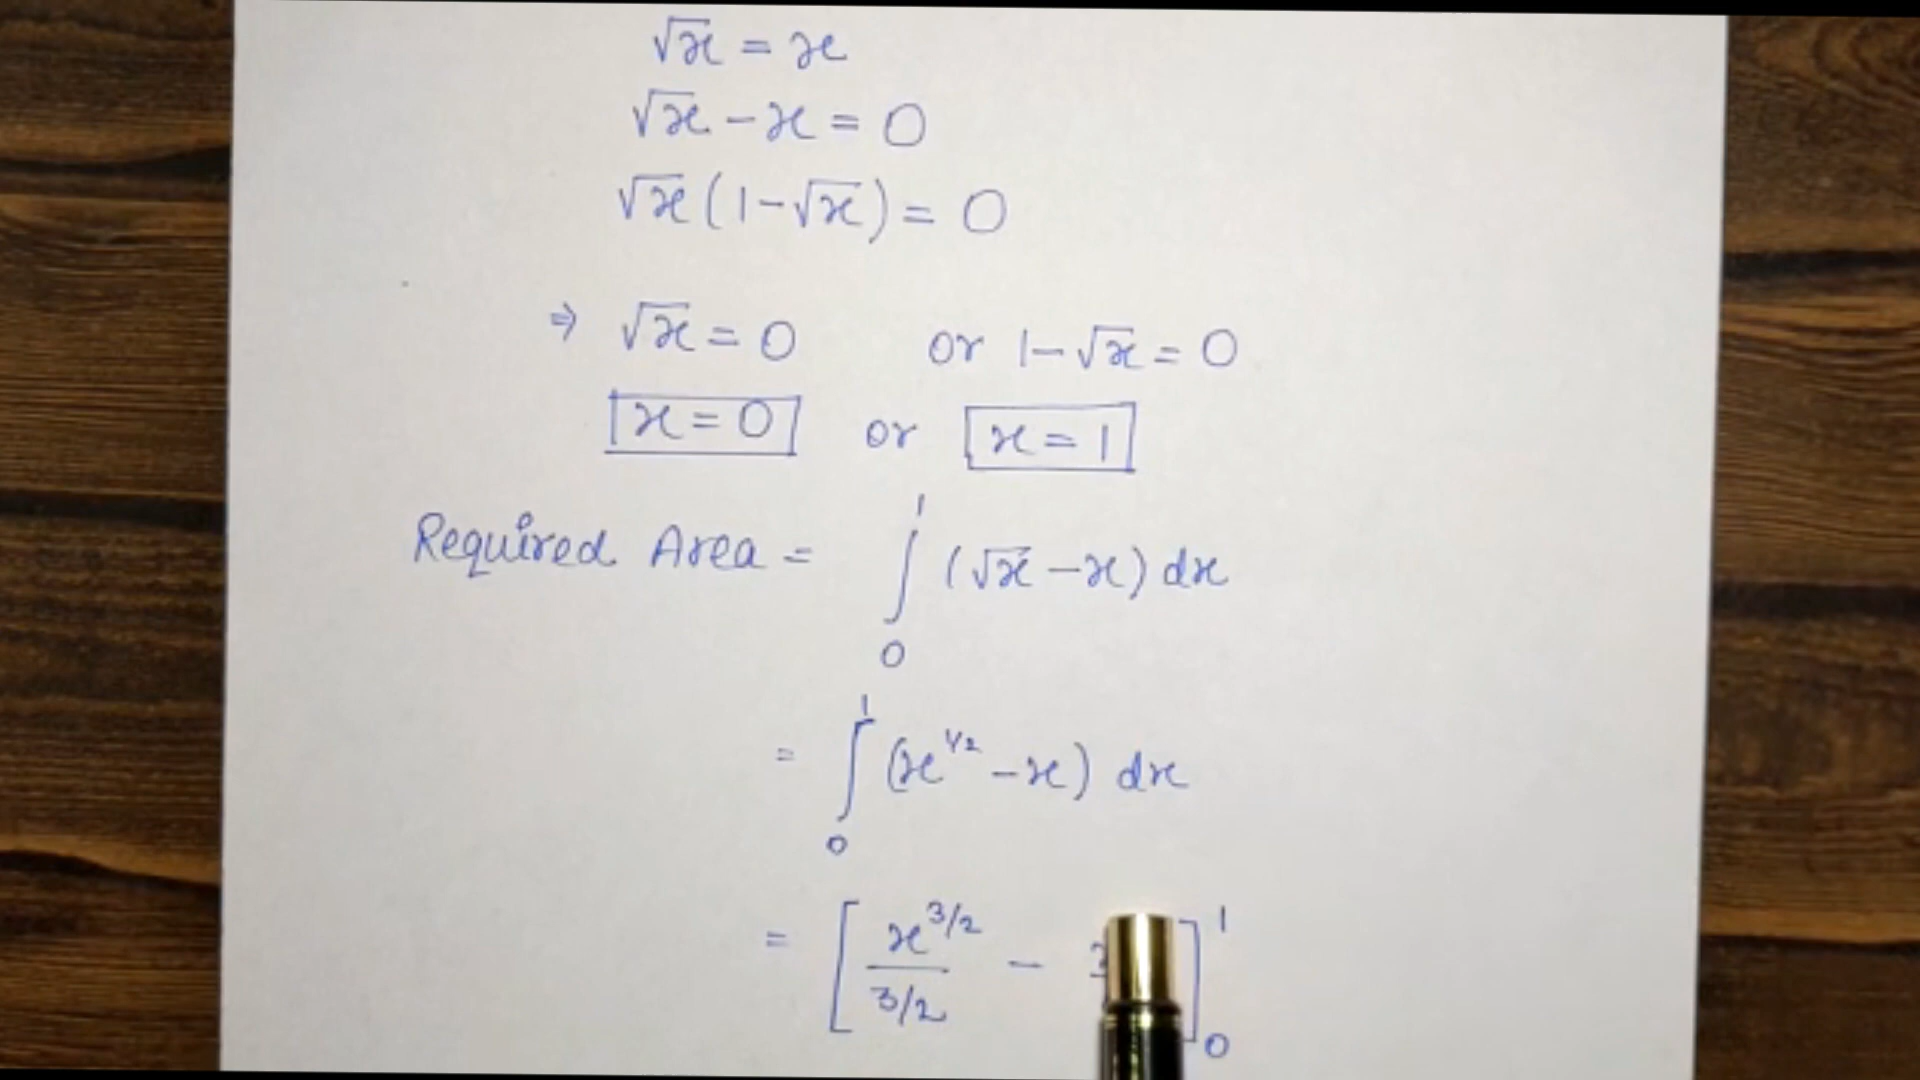 √x = x
√x - x = 0
√x (1-√x) = 0
⇒ √x = 0 or 1-√x = 0
x = 0 or x = 1
Required Area = ∫₀¹ (√x - x) dx
= ∫₀¹ (x^1/2 - x) dx
= [x^3/2 / 3/2 - ]₀¹